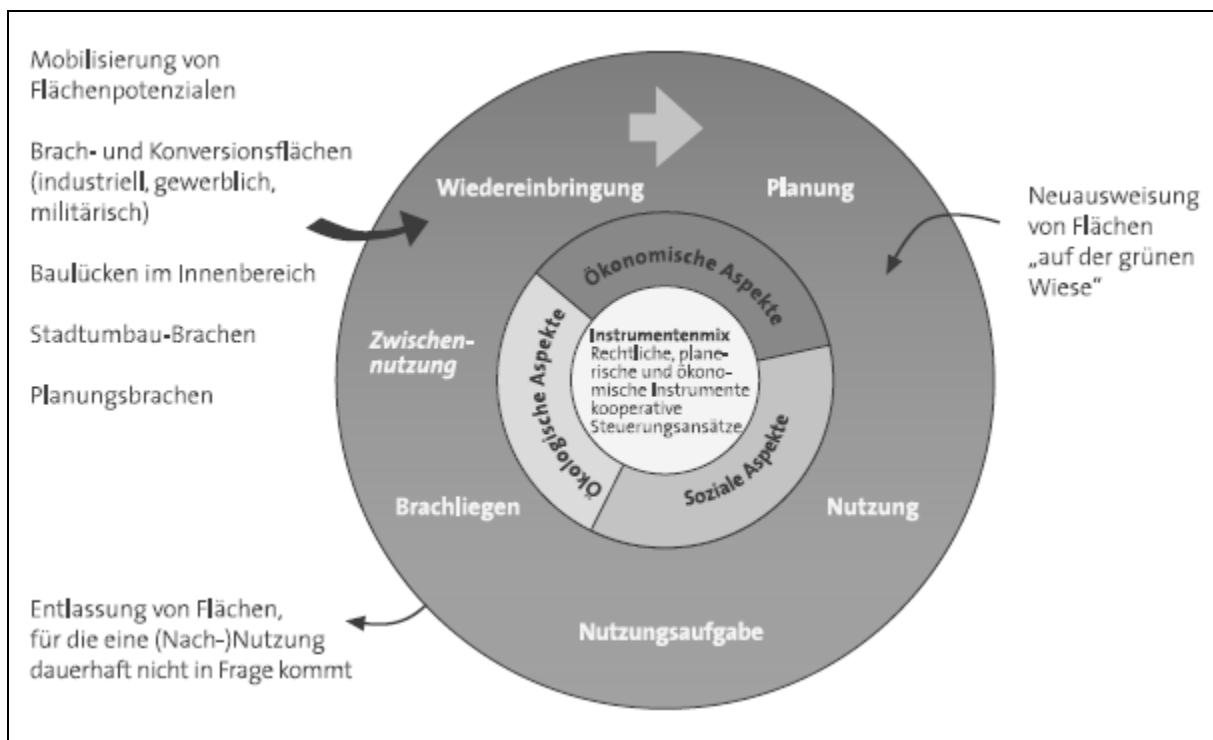 Mobilisierung von
Flächenpotenzialen
Brach- und Konversionsflächen
(industriell, gewerblich,
militärisch)
Baulücken im Innenbereich
Stadtumbau-Brachen
Planungsbrachen
Entlassung von Flächen,
für die eine (Nach-)Nutzung
dauerhaft nicht in Frage kommt
Wiedereinbringung
Planung
Zwischen-
nutzung
Brachliegen
Nutzung
Nutzungsaufgabe
Ökonomische Aspekte
Ökologische Aspekte
Soziale Aspekte
Instrumentenmix
Rechtliche, plane-
rische und ökono-
mische Instrumente
kooperative
Steuerungsansätze
Neuausweisung
von Flächen
„auf der grünen
Wiese“